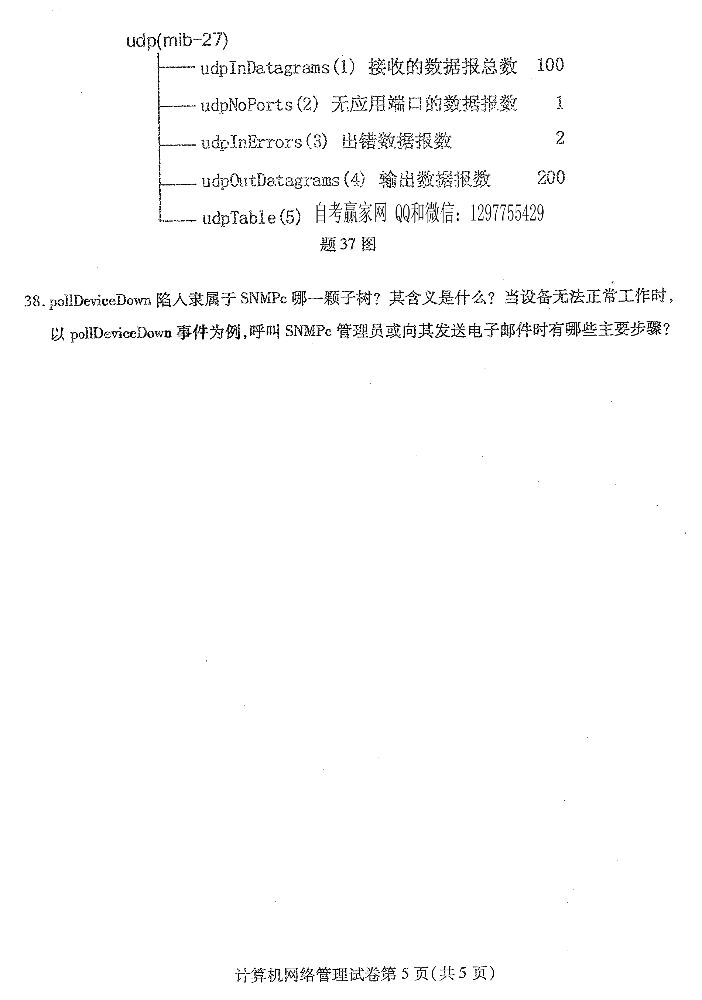 udp(mib-27)
udpInDatagrams(1) 接收的数据报总数 100
udpNoPorts(2) 无应用端口的数据报数 1
udpInErrors(3) 出错数据报数 2
udpOutDatagrams(4) 输出数据报数 200
udpTable(5) 自考赢家网 QQ和微信: 1297755429
题 37 图
38. pollDeviceDown 陷入隶属于 SNMPc 哪一颗子树? 其含义是什么? 当设备无法正常工作时,
以 pollDeviceDown 事件为例,呼叫 SNMPc 管理员或向其发送电子邮件时有哪些主要步骤?
计算机网络管理试卷第 5 页(共 5 页)